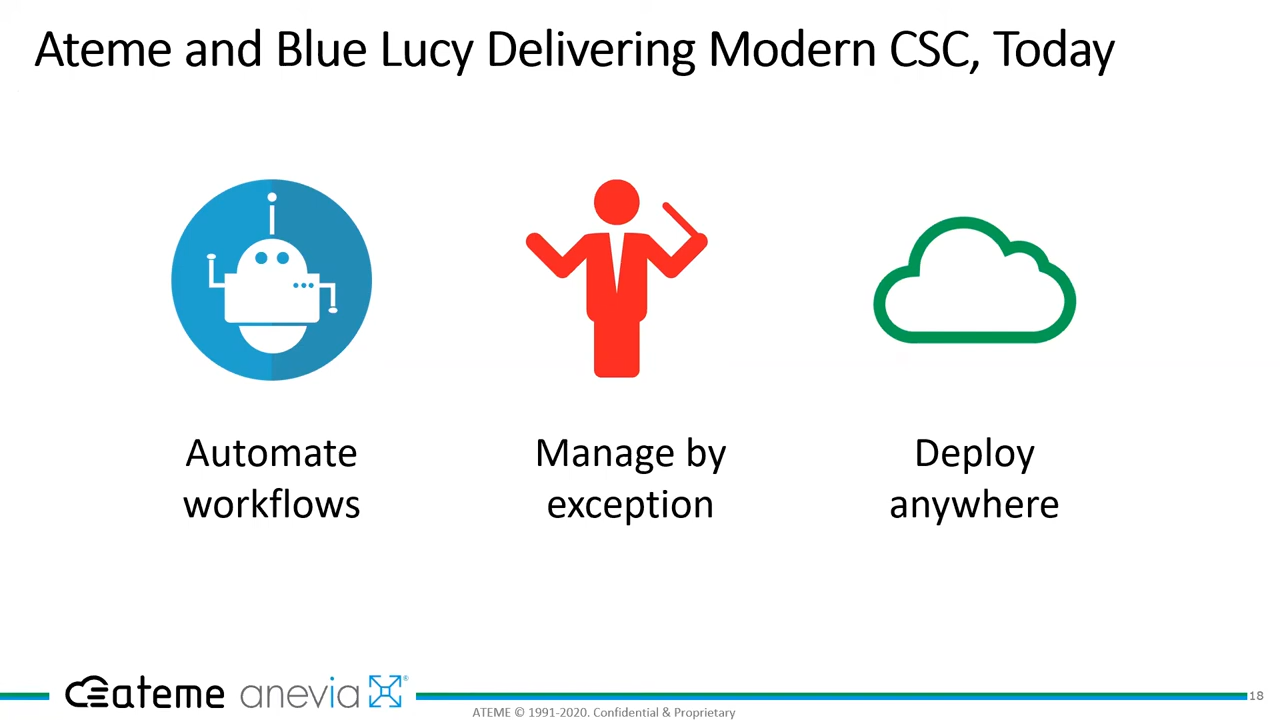 Ateme and Blue Lucy Delivering Modern CSC, Today
Automate
workflows
Manage by
exception
Deploy
anywhere
ateme anevia
18
ATEME © 1991-2020. Confidential & Proprietary